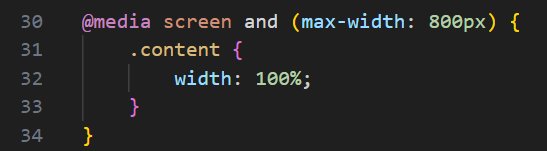 30 @media screen and (max-width: 800px) {
31     .content {
32         width: 100%;
33     }
34 }